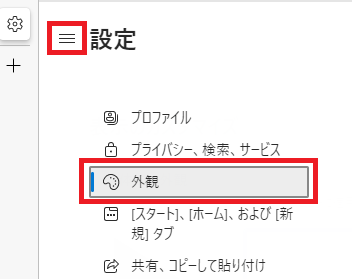 設定
プロファイル
プライバシー、検索、サービス
外観
[スタート]、[ホーム]、および [新
規] タブ
共有、コピーして貼り付け